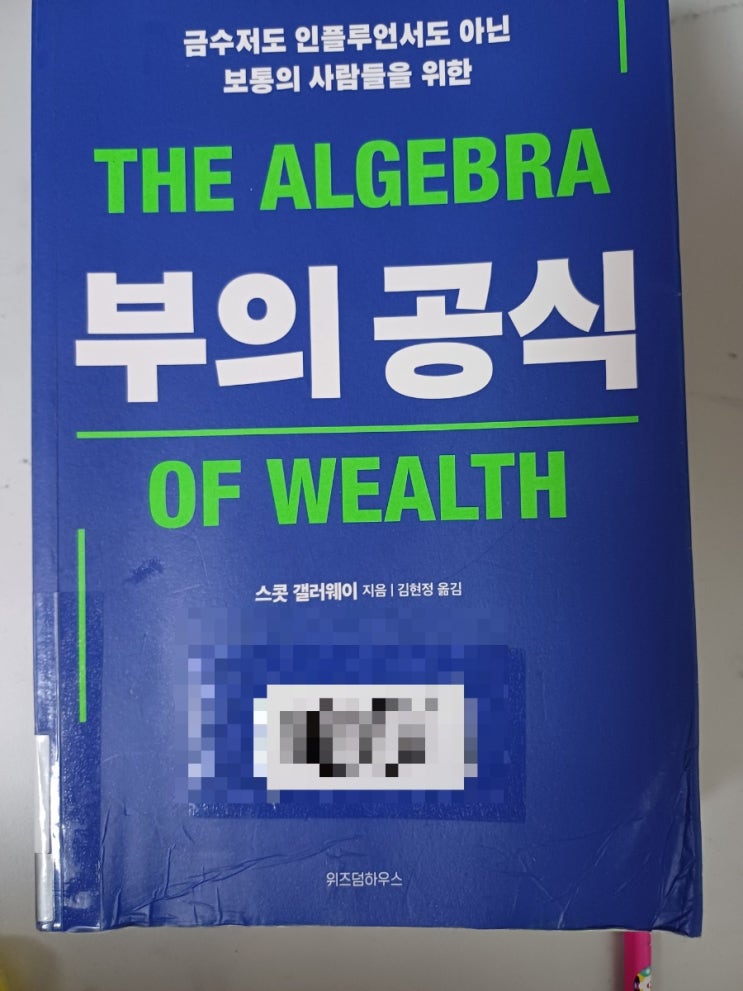 금수저도 인플루언서도 아닌
보통의 사람들을 위한
THE ALGEBRA
부의 공식
OF WEALTH
스콧 갤러웨이 지음 | 김현정 옮김
위즈덤하우스